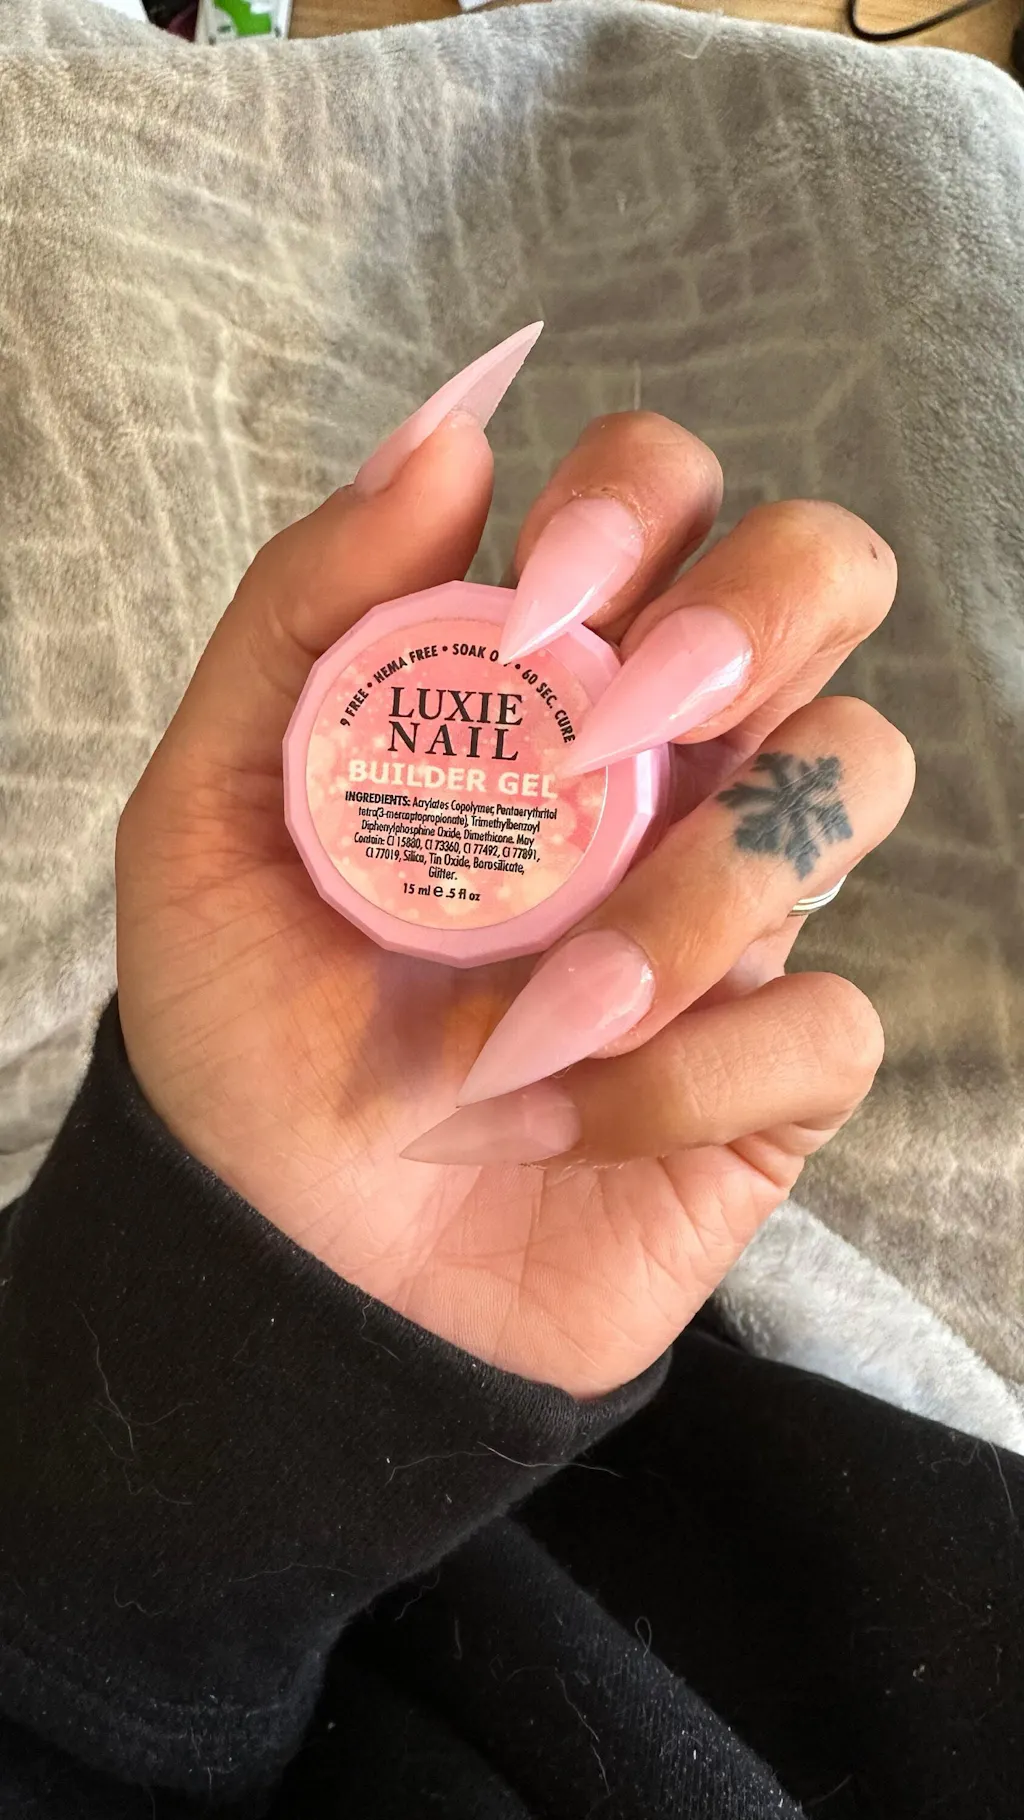 9 FREE • HEMA FREE • SOAK O • 60 SEC. CURE
LUXIE
NAIL
BUILDER GEL
INGREDIENTS: Acrylates Copolymer, Pentaerythritol
tetra(3-mercaptopropionate), Trimethylbenzoyl
Diphenylphosphine Oxide, Dimethicone. May
Contain: CI 15880, CI 73360, CI 77492, CI 77891,
CI 77019, Silica, Tin Oxide, Borosilicate,
Glitter.
15 ml e .5 fl oz